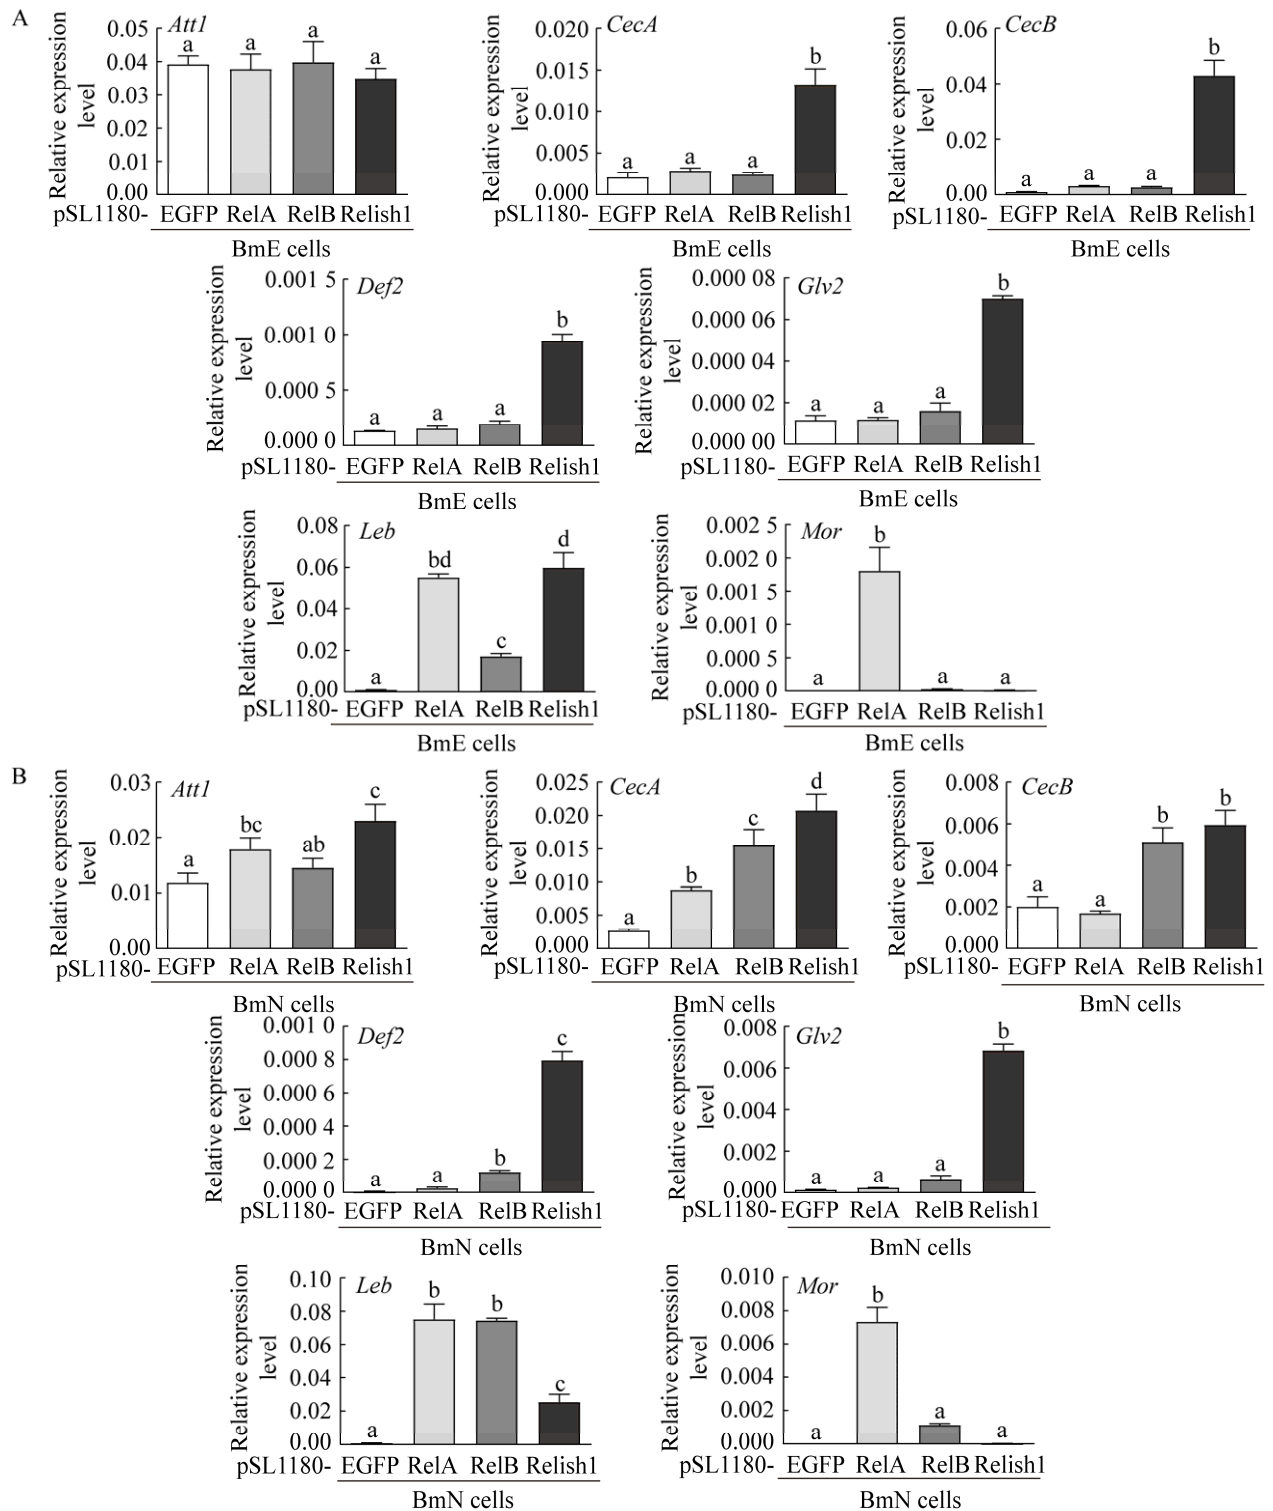 A
Att1
Relative expression
level
0.05
0.04
0.03
0.02
0.01
0.00
a a a a
pSL1180- EGFP RelA RelB Relish1
BmE cells
CecA
Relative expression
level
0.020
0.015
0.010
0.005
0.000
a a a b
pSL1180- EGFP RelA RelB Relish1
BmE cells
CecB
Relative expression
level
0.06
0.04
0.02
0.00
a a a b
pSL1180- EGFP RelA RelB Relish1
BmE cells
Def2
Relative expression
level
0.001 5
0.001 0
0.000 5
0.000 0
a a a b
pSL1180- EGFP RelA RelB Relish1
BmE cells
Glv2
Relative expression
level
0.000 08
0.000 06
0.000 04
0.000 02
0.000 00
a a a b
pSL1180- EGFP RelA RelB Relish1
BmE cells
Leb
Relative expression
level
0.08
0.06
0.04
0.02
0.00
a bd c d
pSL1180- EGFP RelA RelB Relish1
BmE cells
Mor
Relative expression
level
0.002 5
0.002 0
0.001 5
0.001 0
0.000 5
0.000 0
a b a a
pSL1180- EGFP RelA RelB Relish1
BmE cells
B
Att1
Relative expression
level
0.03
0.02
0.01
0.00
a bc ab c
pSL1180- EGFP RelA RelB Relish1
BmN cells
CecA
Relative expression
level
0.025
0.020
0.015
0.010
0.005
0.000
a b c d
pSL1180- EGFP RelA RelB Relish1
BmN cells
CecB
Relative expression
level
0.008
0.006
0.004
0.002
0.000
a a b b
pSL1180- EGFP RelA RelB Relish1
BmN cells
Def2
Relative expression
level
0.001 0
0.000 8
0.000 6
0.000 4
0.000 2
0.000 0
a a b c
pSL1180- EGFP RelA RelB Relish1
BmN cells
Glv2
Relative expression
level
0.008
0.006
0.004
0.002
0.000
a a a b
pSL1180- EGFP RelA RelB Relish1
BmN cells
Leb
Relative expression
level
0.10
0.08
0.06
0.04
0.02
0.00
a b b c
pSL1180- EGFP RelA RelB Relish1
BmN cells
Mor
Relative expression
level
0.010
0.008
0.006
0.004
0.002
0.000
a b a a
pSL1180- EGFP RelA RelB Relish1
BmN cells